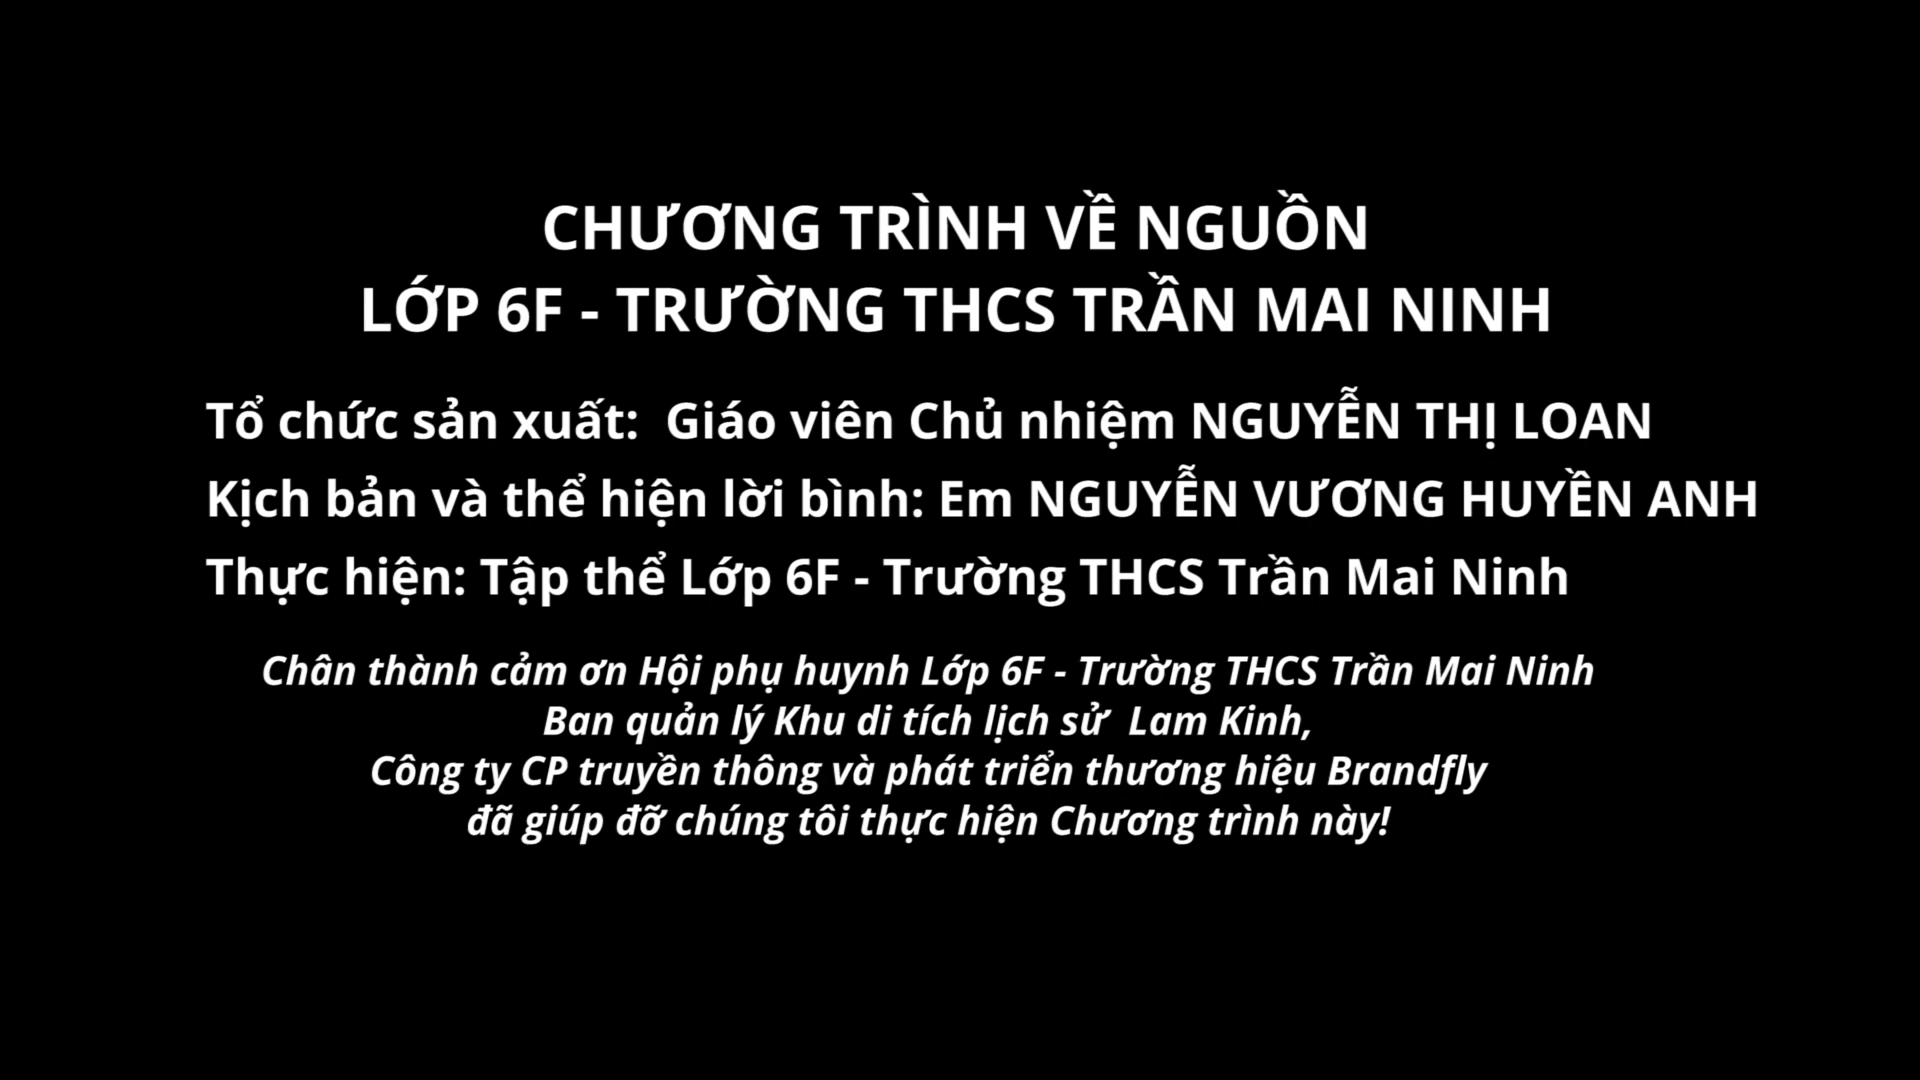 CHƯƠNG TRÌNH VỀ NGUỒN
LỚP 6F - TRƯỜNG THCS TRẦN MAI NINH
Tổ chức sản xuất: Giáo viên Chủ nhiệm NGUYỄN THỊ LOAN
Kịch bản và thể hiện lời bình: Em NGUYỄN VƯƠNG HUYỀN ANH
Thực hiện: Tập thể Lớp 6F - Trường THCS Trần Mai Ninh
Chân thành cảm ơn Hội phụ huynh Lớp 6F - Trường THCS Trần Mai Ninh
Ban quản lý Khu di tích lịch sử Lam Kinh,
Công ty CP truyền thông và phát triển thương hiệu Brandfly
đã giúp đỡ chúng tôi thực hiện Chương trình này!